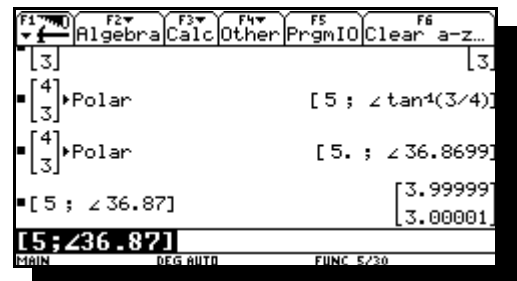 F1 F2 F3 F4 F5 F6
Algebra Calc Other PrgmIO Clear a-z…
[3] [3]
▪[4 3]▸Polar [5 ; ∠tan⁻¹(3/4)]
▪[4 3]▸Polar [5. ; ∠36.8699]
▪[5 ; ∠36.87] [3.99999 3.00001]
[5;∠36.87]
MAIN DEG AUTO FUNC 5/30